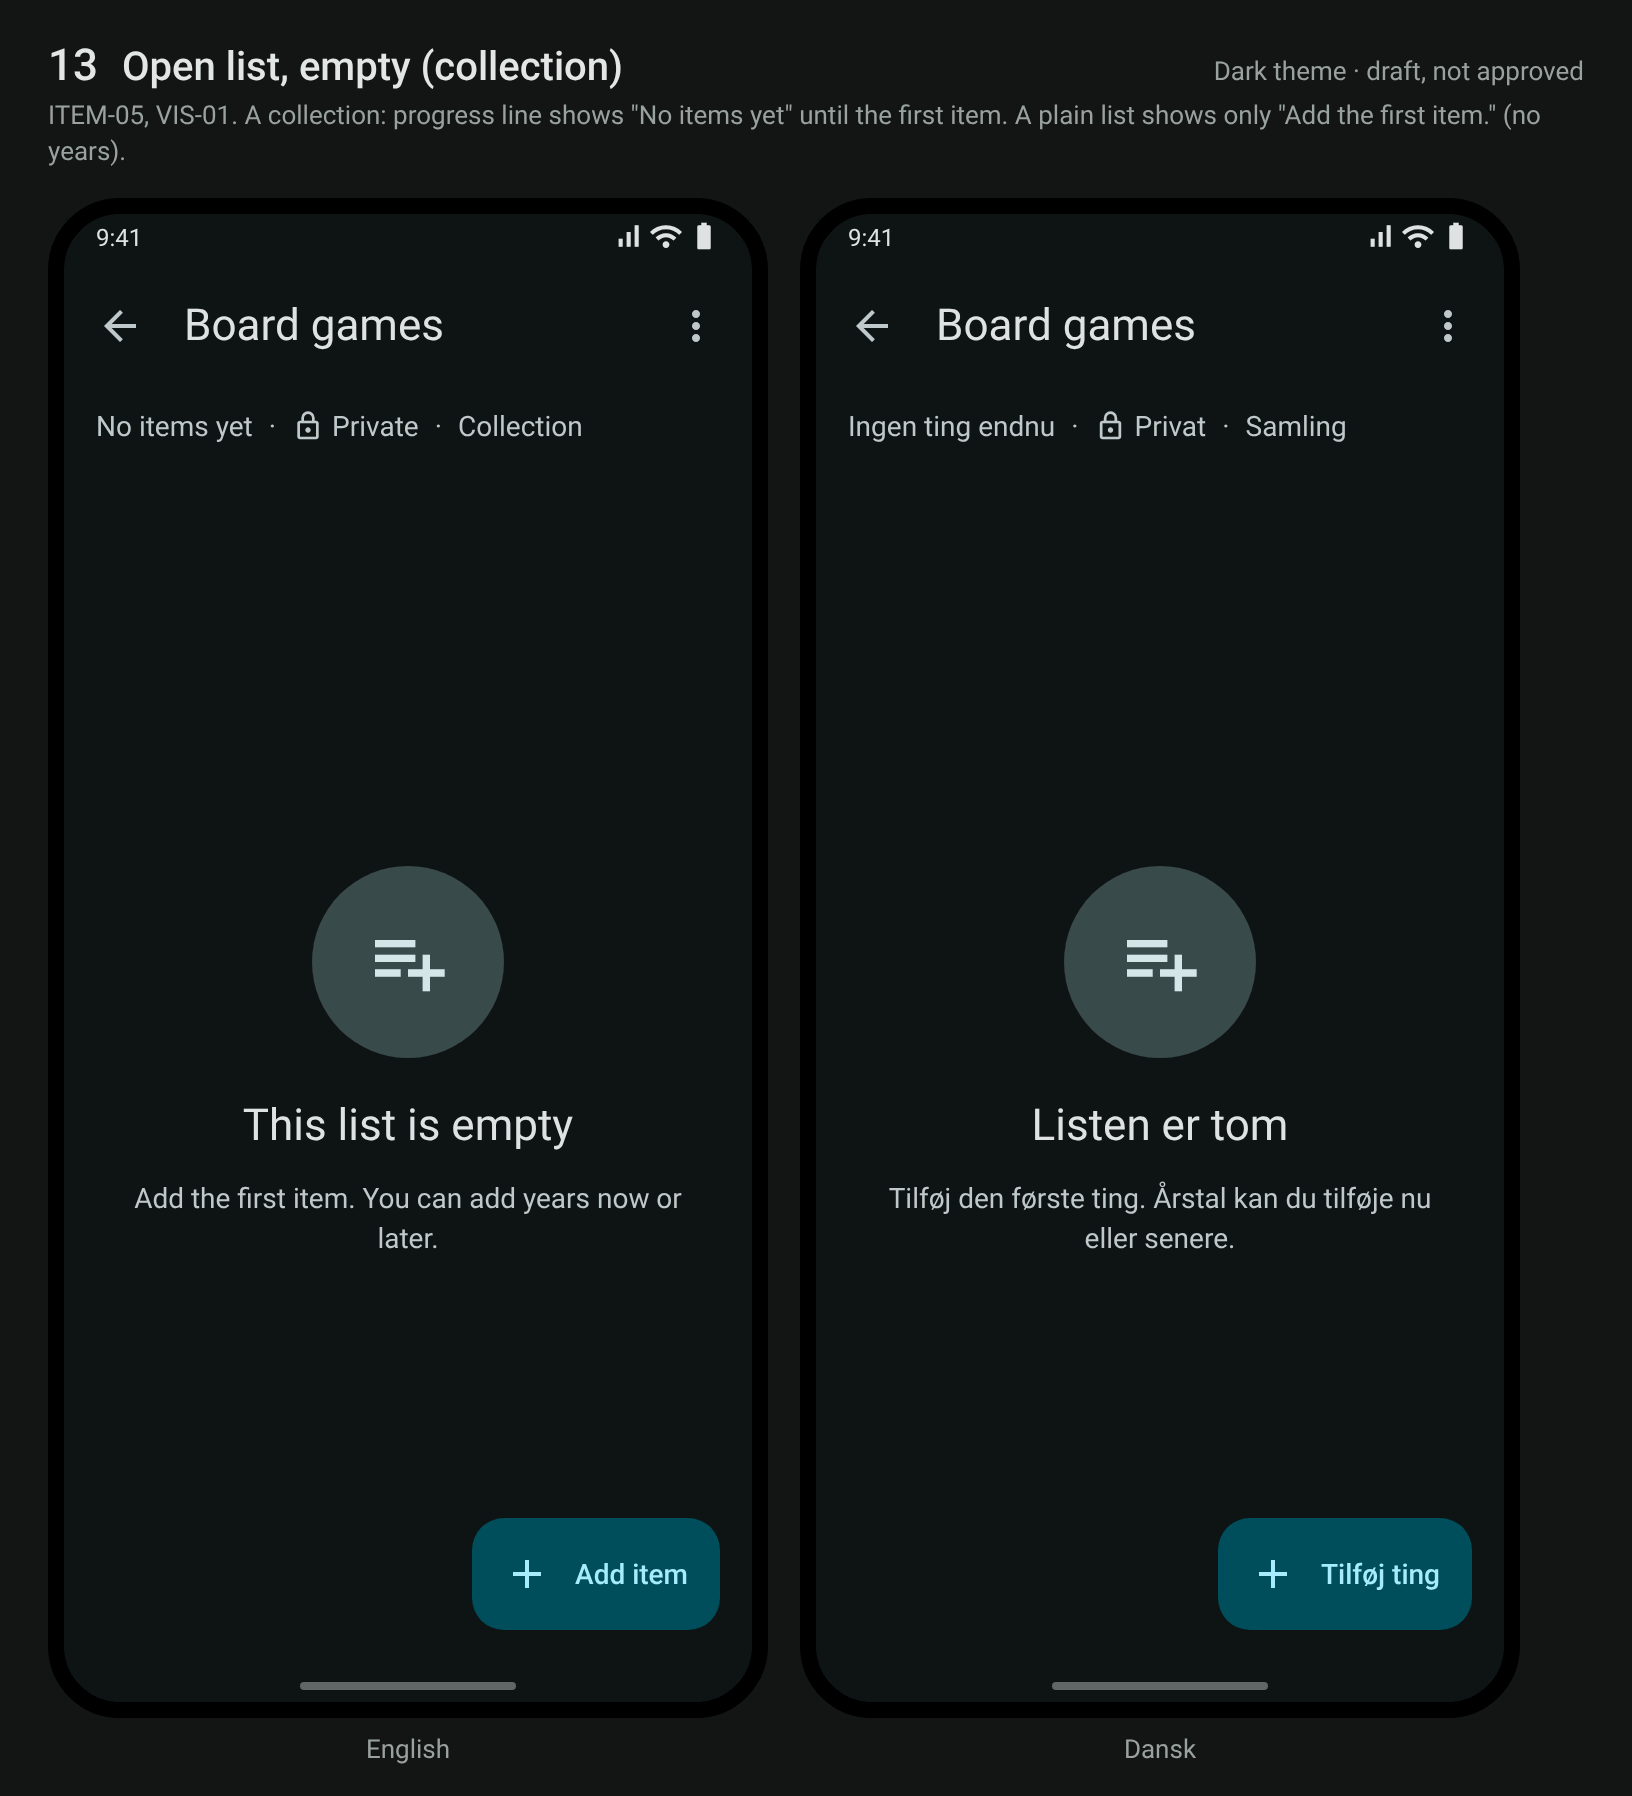 13 Open list, empty (collection)
Dark theme · draft, not approved
ITEM-05, VIS-01. A collection: progress line shows "No items yet" until the first item. A plain list shows only "Add the first item." (no
years).
9:41
Board games
No items yet · Private · Collection
This list is empty
Add the first item. You can add years now or
later.
Add item
English
9:41
Board games
Ingen ting endnu · Privat · Samling
Listen er tom
Tilføj den første ting. Årstal kan du tilføje nu
eller senere.
Tilføj ting
Dansk